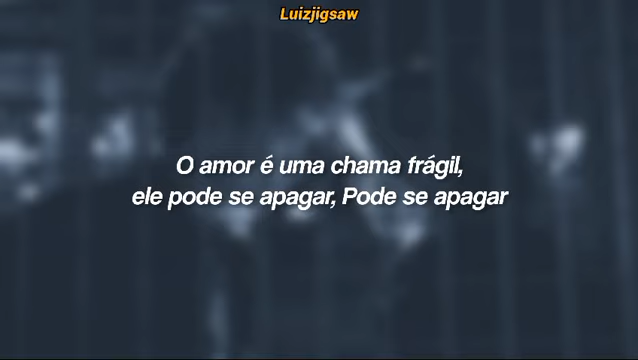 Luizjigsaw
O amor é uma chama frágil,
ele pode se apagar, Pode se apagar